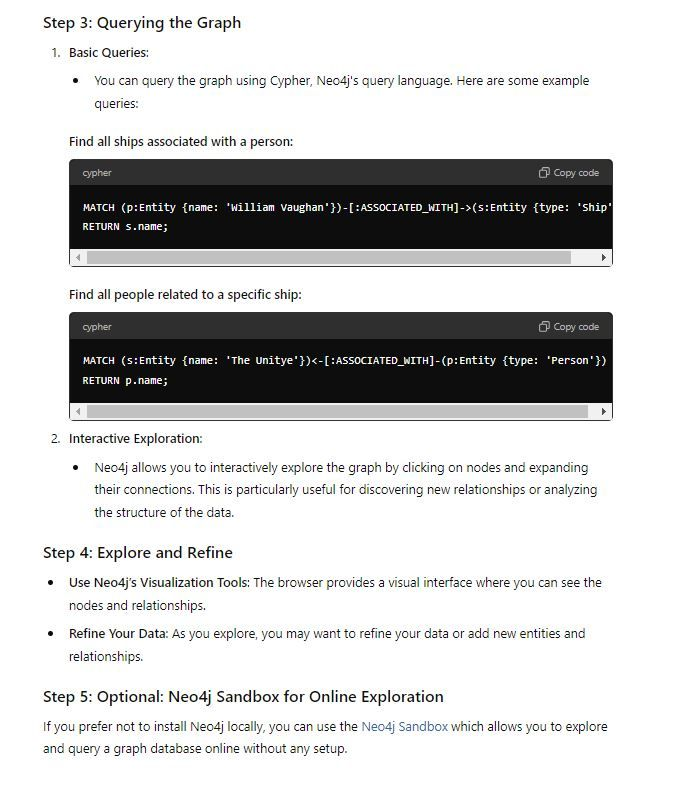 Step 3: Querying the Graph
1. Basic Queries:
• You can query the graph using Cypher, Neo4j's query language. Here are some example
queries:
Find all ships associated with a person:
cypher
Copy code
MATCH (p:Entity {name: 'William Vaughan'})-[:ASSOCIATED_WITH]->(s:Entity {type: 'Ship'
RETURN s.name;
Find all people related to a specific ship:
cypher
Copy code
MATCH (s:Entity {name: 'The Unitye'})<-[:ASSOCIATED_WITH]-(p:Entity {type: 'Person'})
RETURN p.name;
2. Interactive Exploration:
• Neo4j allows you to interactively explore the graph by clicking on nodes and expanding
their connections. This is particularly useful for discovering new relationships or analyzing
the structure of the data.
Step 4: Explore and Refine
• Use Neo4j’s Visualization Tools: The browser provides a visual interface where you can see the
nodes and relationships.
• Refine Your Data: As you explore, you may want to refine your data or add new entities and
relationships.
Step 5: Optional: Neo4j Sandbox for Online Exploration
If you prefer not to install Neo4j locally, you can use the Neo4j Sandbox which allows you to explore
and query a graph database online without any setup.